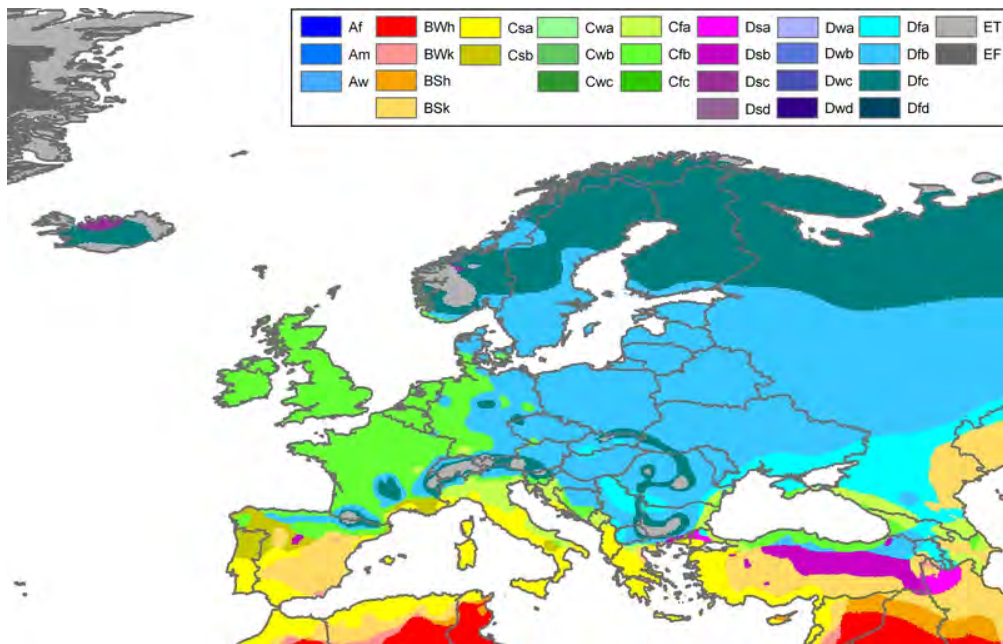 Af BWh Csa Cwa Cfa Dsa Dwa Dfa ET
Am BWk Csb Cwb Cfb Dsb Dwb Dfb EF
Aw BSh Cwc Cfc Dsc Dwc Dfc
BSk Dsd Dwd Dfd